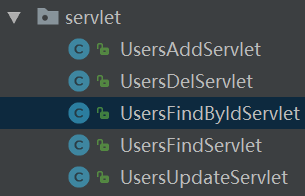 servlet
UsersAddServlet
UsersDelServlet
UsersFindByIdServlet
UsersFindServlet
UsersUpdateServlet